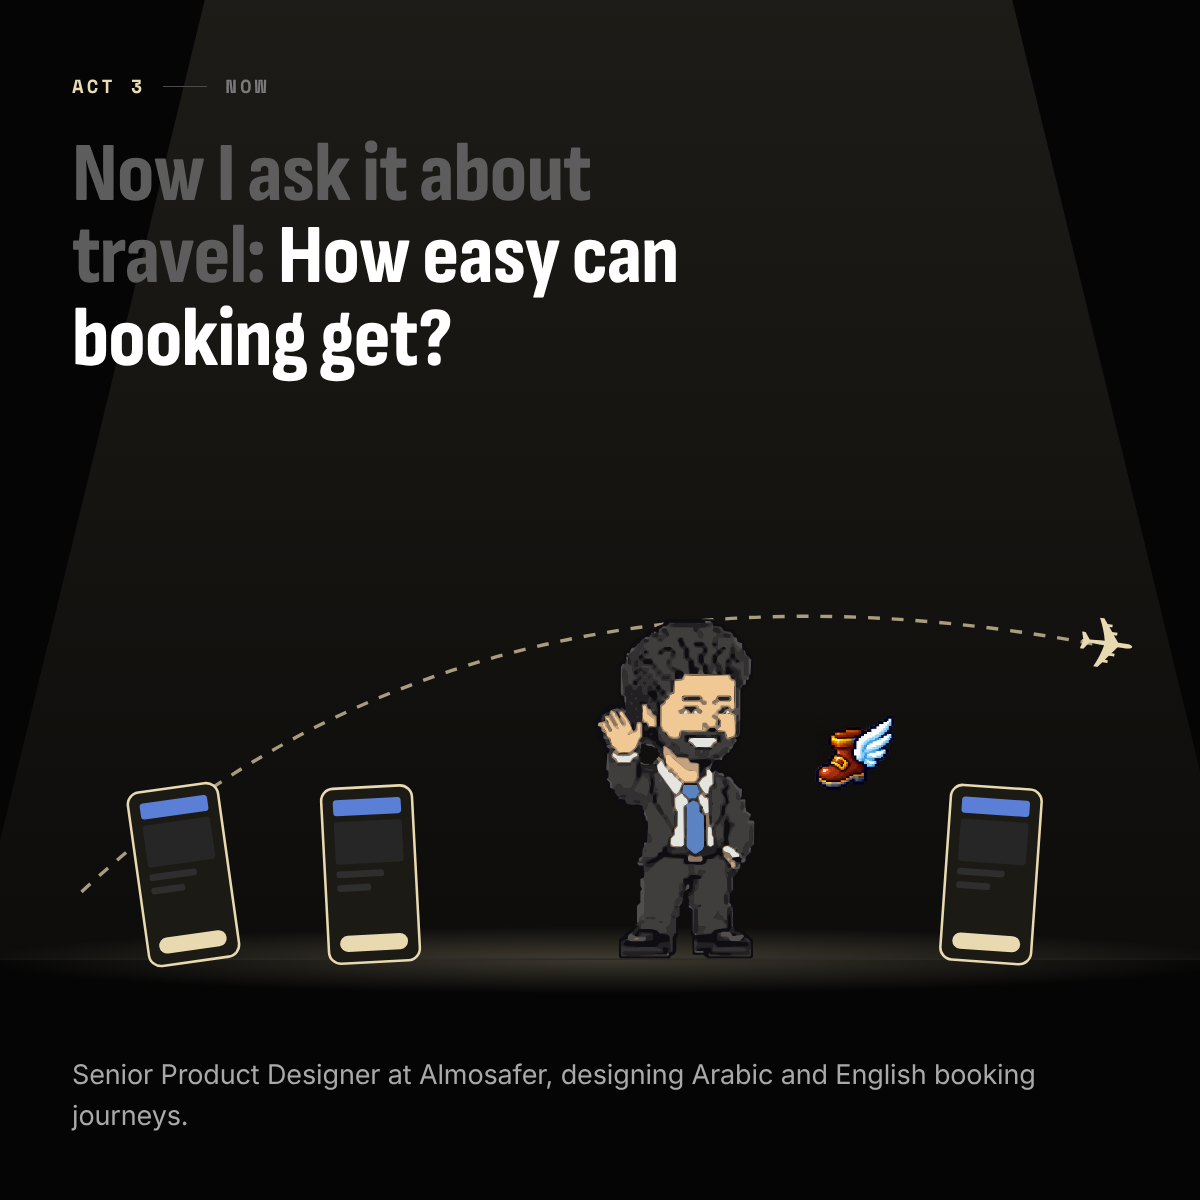 ACT 3 — NOW
Now I ask it about
travel: How easy can
booking get?
Senior Product Designer at Almosafer, designing Arabic and English booking
journeys.